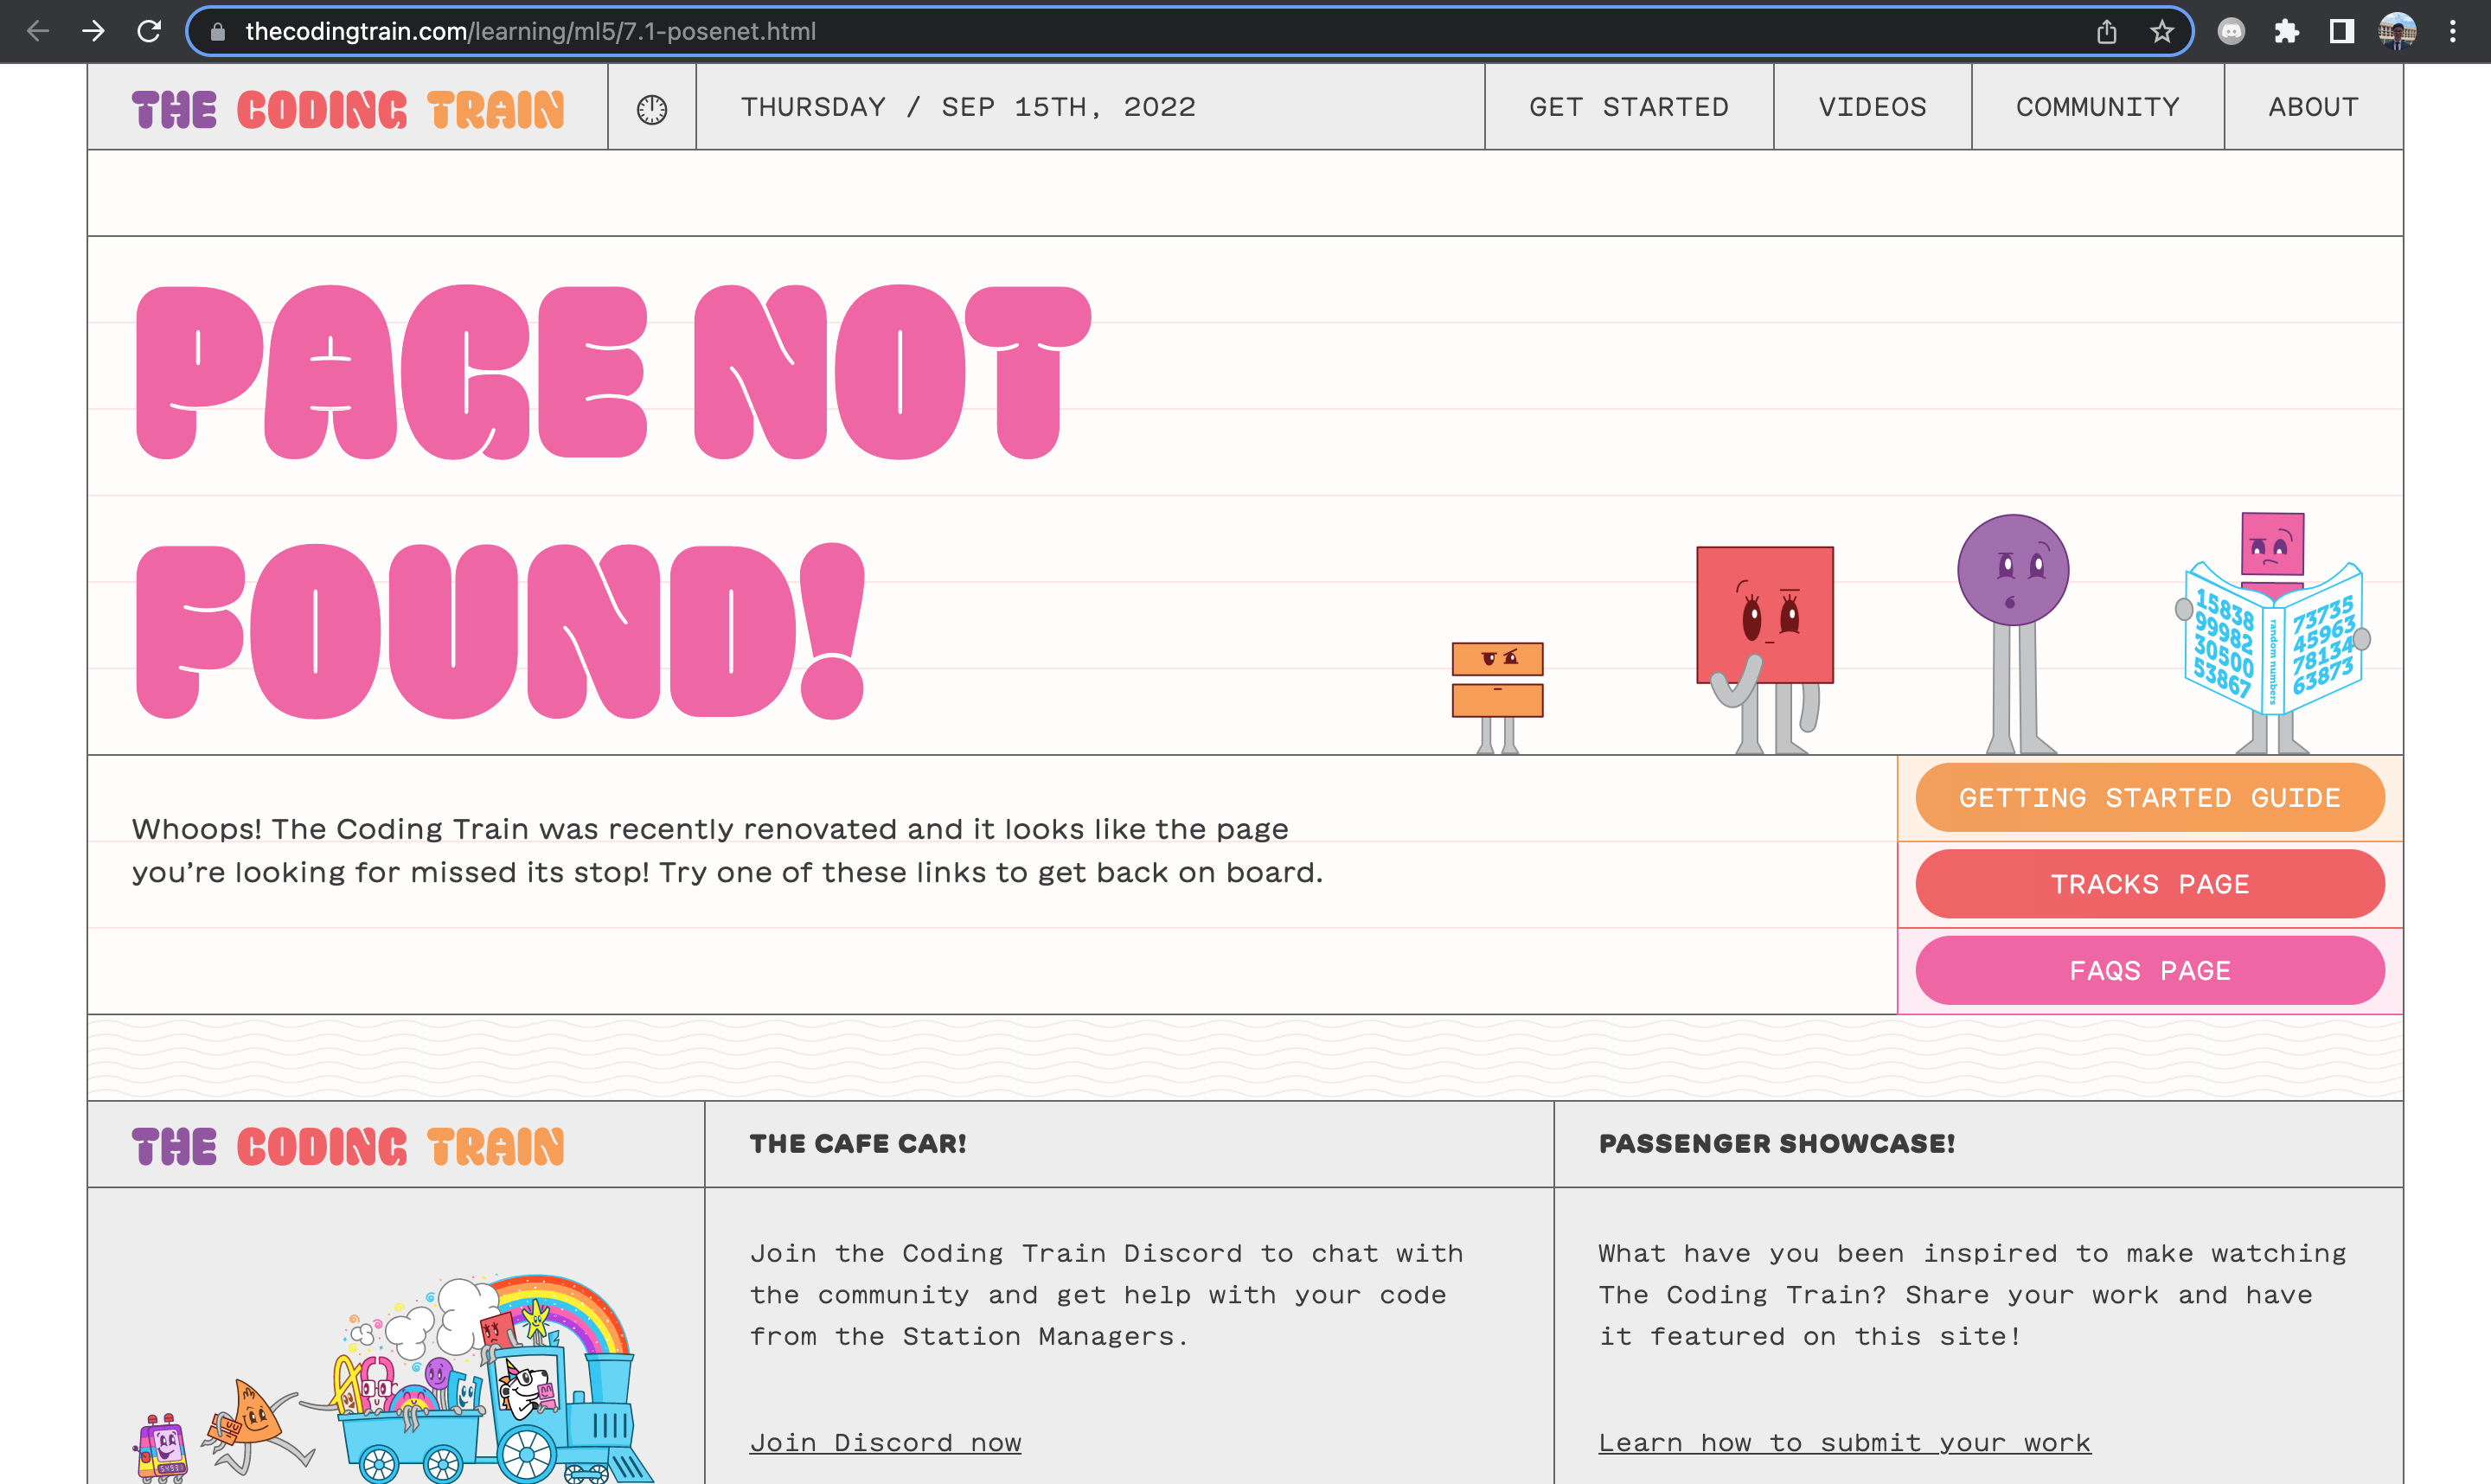 thecodingtrain.com/learning/ml5/7.1-posenet.html
THE CODING TRAIN
THURSDAY / SEP 15TH, 2022
GET STARTED
VIDEOS
COMMUNITY
ABOUT
PAGE NOT
FOUND!
15838
99982
30500
53867
random numbers
73735
45963
78134
63873
Whoops! The Coding Train was recently renovated and it looks like the page
you’re looking for missed its stop! Try one of these links to get back on board.
GETTING STARTED GUIDE
TRACKS PAGE
FAQS PAGE
THE CODING TRAIN
THE CAFE CAR!
PASSENGER SHOWCASE!
Join the Coding Train Discord to chat with
the community and get help with your code
from the Station Managers.
Join Discord now
What have you been inspired to make watching
The Coding Train? Share your work and have
it featured on this site!
Learn how to submit your work